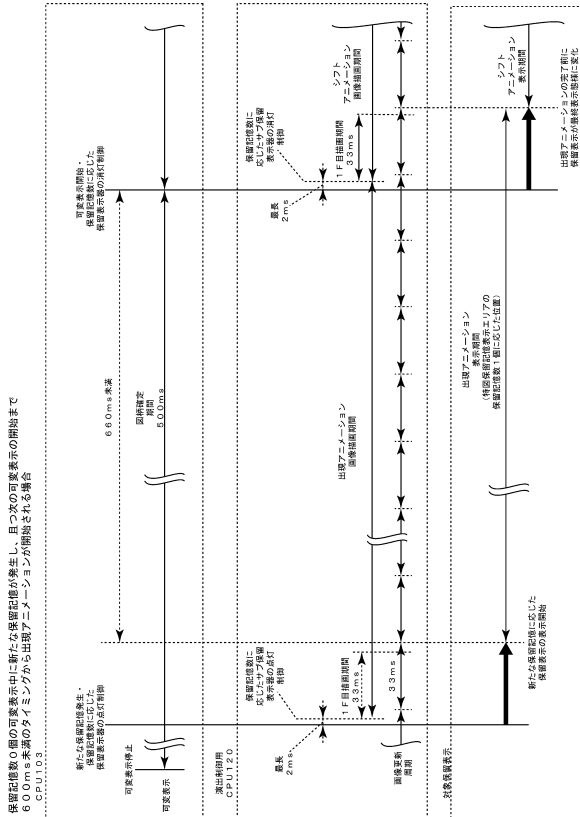 保留記憶数０個の可変表示中に新たな保留記憶が発生し、且つ次の可変表示の開始まで
６００ｍｓ未満のタイミングから出現アニメーションが開始される場合
ＣＰＵ１０３
新たな保留記憶発生・
保留記憶数に応じた
保留表示器の点灯制御
可変表示開始・
保留記憶数に応じた
保留表示器の消灯制御
６６０ｍｓ未満
可変表示停止
可変表示
図柄確定
期間
５００ｍｓ
演出制御用
ＣＰＵ１２０
保留記憶数に
応じたサブ保留
表示器の点灯
制御
保留記憶数に
応じたサブ保留
表示器の消灯
制御
最長
２ｍｓ
最長
２ｍｓ
１Ｆ目描画期間
３３ｍｓ
１Ｆ目描画期間
３３ｍｓ
出現アニメーション
画像描画期間
シフト
アニメーション
画像描画期間
画像更新
周期
３３ｍｓ
対象保留表示
新たな保留記憶に応じた
保留表示の表示開始
出現アニメーション
表示期間
（特図保留記憶表示エリアの
保留記憶数１個に応じた位置）
シフト
アニメーション
表示期間
出現アニメーションの完了前に
保留表示が最終表示態様に変化